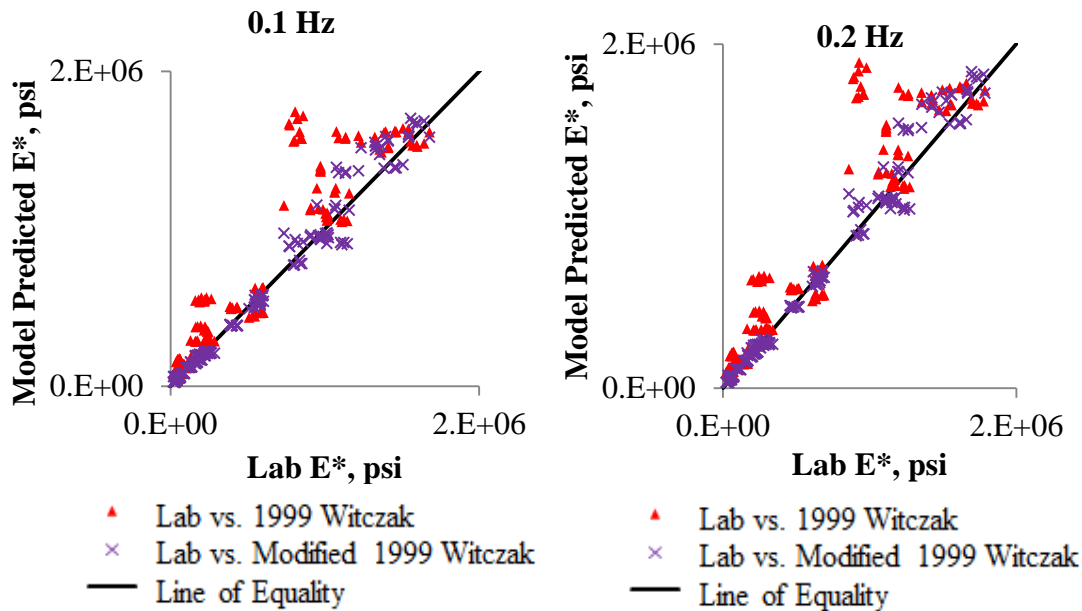 0.1 Hz
2.E+06
Model Predicted E*, psi
0.E+00
0.E+00
2.E+06
Lab E*, psi
Lab vs. 1999 Witczak
Lab vs. Modified 1999 Witczak
Line of Equality
0.2 Hz
2.E+06
Model Predicted E*, psi
0.E+00
0.E+00
2.E+06
Lab E*, psi
Lab vs. 1999 Witczak
Lab vs. Modified 1999 Witczak
Line of Equality